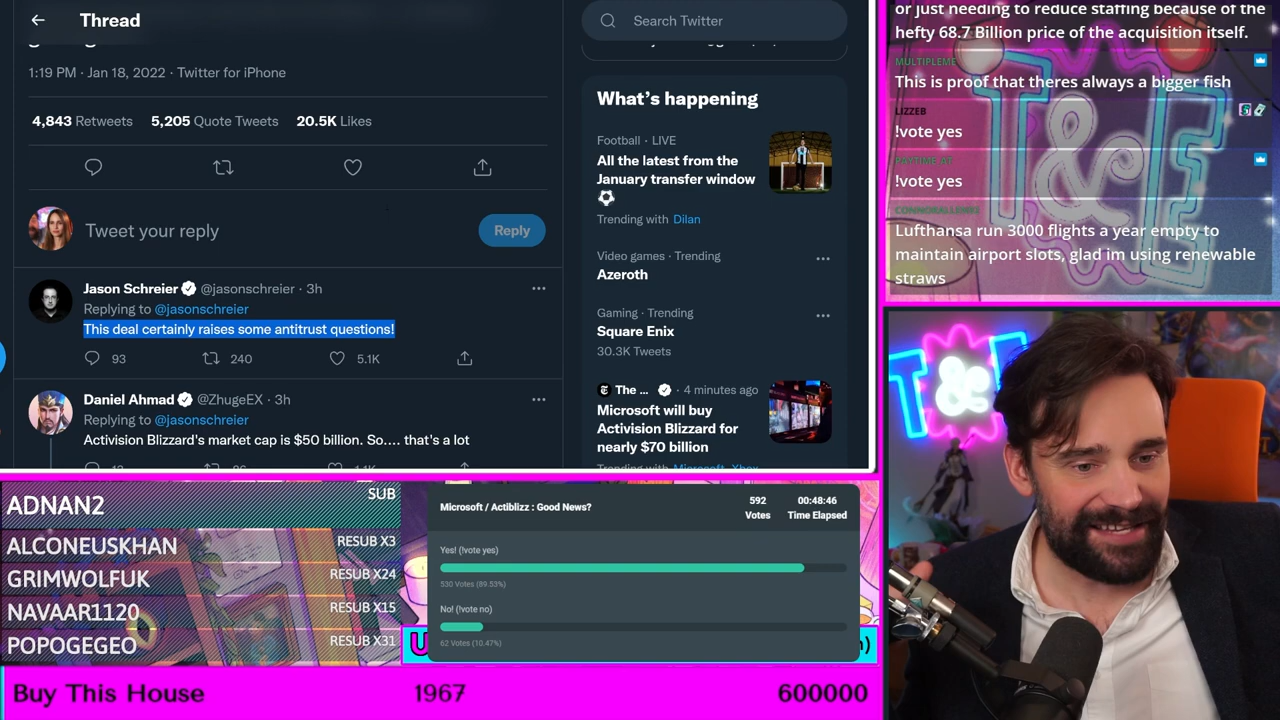 Thread
1:19 PM · Jan 18, 2022 · Twitter for iPhone
4,843 Retweets 5,205 Quote Tweets 20.5K Likes
Tweet your reply
Reply
Jason Schreier @jasonschreier · 3h
Replying to @jasonschreier
This deal certainly raises some antitrust questions!
93 240 5.1K
Daniel Ahmad @ZhugeEX · 3h
Replying to @jasonschreier
Activision Blizzard's market cap is $50 billion. So.... that's a lot
Search Twitter
What's happening
Football · LIVE
All the latest from the
January transfer window
Trending with Dilan
Video games · Trending
Azeroth
Gaming · Trending
Square Enix
30.3K Tweets
The ... · 4 minutes ago
Microsoft will buy
Activision Blizzard for
nearly $70 billion
Trending with Microsoft, Xbox
or just needing to reduce staffing because of the
hefty 68.7 Billion price of the acquisition itself.
MULTIPLEME
This is proof that theres always a bigger fish
LIZZEB
!vote yes
!vote yes
Lufthansa run 3000 flights a year empty to
maintain airport slots, glad im using renewable
straws
T&E
T&E
ADNAN2 SUB
ALCONEUSKHAN RESUB X3
GRIMWOLFUK RESUB X24
NAVAAR1120 RESUB X15
POPOGEGEO RESUB X31
Microsoft / Actiblizz : Good News?
592 00:48:46
Votes Time Elapsed
Yes! (!vote yes)
530 Votes (89.53%)
No! (!vote no)
62 Votes (10.47%)
Buy This House 1967 600000